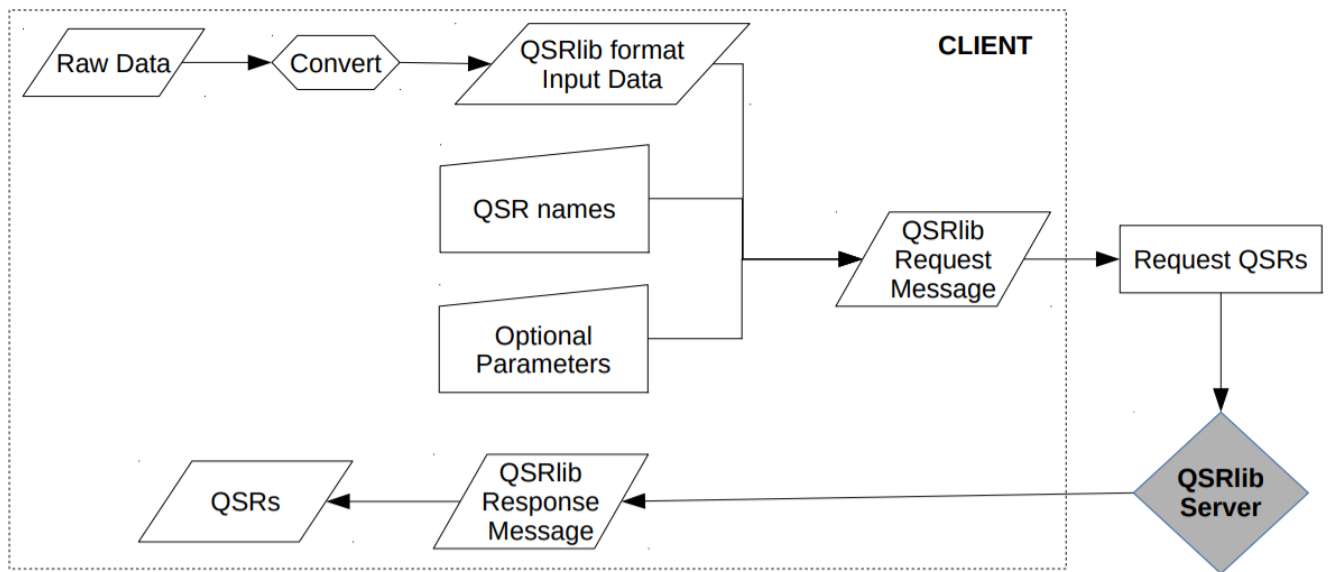 Raw Data
Convert
QSRlib format
Input Data
CLIENT
QSR names
QSRlib
Request
Message
Request QSRs
Optional
Parameters
QSRs
QSRlib
Response
Message
QSRlib
Server